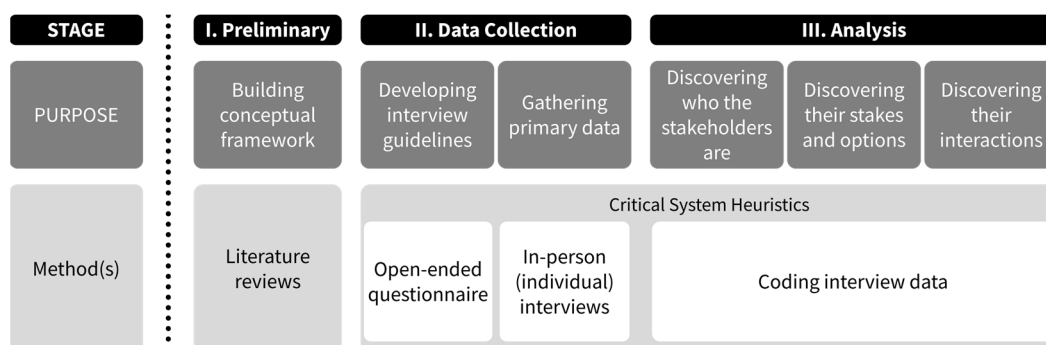 STAGE
I. Preliminary
II. Data Collection
III. Analysis
PURPOSE
Building
conceptual
framework
Developing
interview
guidelines
Gathering
primary data
Discovering
who the
stakeholders
are
Discovering
their stakes
and options
Discovering
their
interactions
Method(s)
Literature
reviews
Critical System Heuristics
Open-ended
questionnaire
In-person
(individual)
interviews
Coding interview data